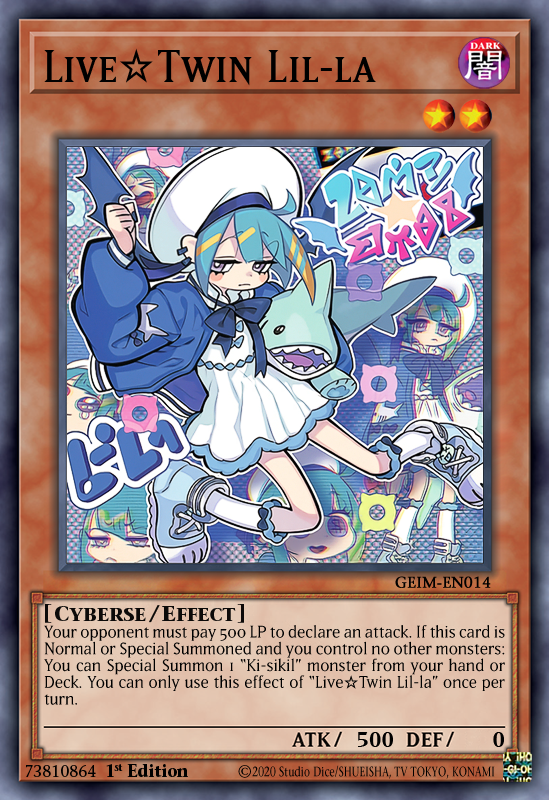 Live☆Twin Lil-la
DARK
闇
GEIM-EN014
[Cyberse/Effect]
Your opponent must pay 500 LP to declare an attack. If this card is
Normal or Special Summoned and you control no other monsters:
You can Special Summon 1 "Ki-sikil" monster from your hand or
Deck. You can only use this effect of "Live☆Twin Lil-la" once per
turn.
ATK/ 500 DEF/ 0
73810864 1st Edition ©2020 Studio Dice/SHUEISHA, TV TOKYO, KONAMI